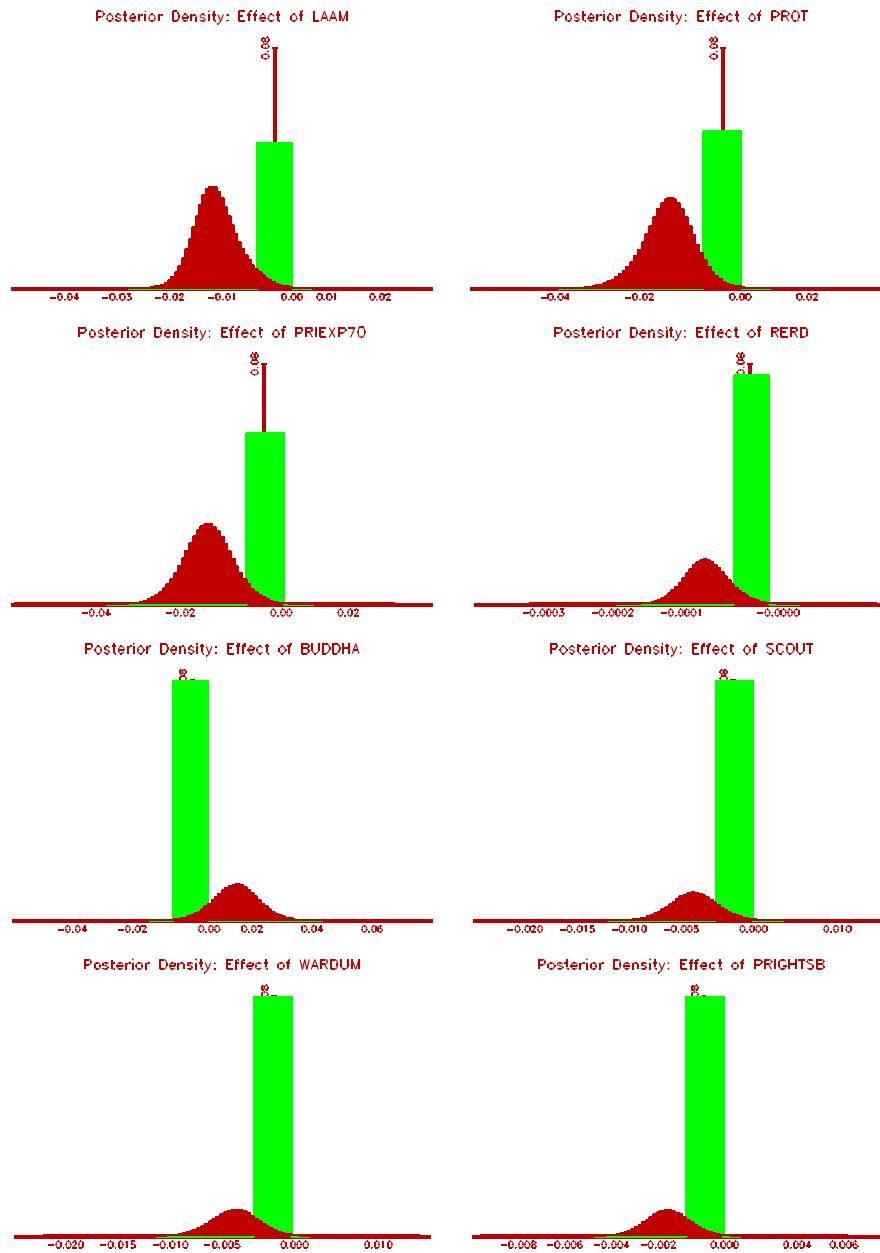 Posterior Density: Effect of LAAM
Posterior Density: Effect of PROT
0.08
0.08
-0.04 -0.03 -0.02 -0.01 0.00 0.01 0.02
-0.04 -0.02 0.00 0.02
Posterior Density: Effect of PRIEXP70
Posterior Density: Effect of RERD
0.08
0.08
-0.04 -0.02 0.00 0.02
-0.0003 -0.0002 -0.0001 -0.0000
Posterior Density: Effect of BUDDHA
Posterior Density: Effect of SCOUT
08
08
-0.04 -0.02 0.00 0.02 0.04 0.06
-0.020 -0.015 -0.010 -0.005 0.000 0.010
Posterior Density: Effect of WARDUM
Posterior Density: Effect of PRIGHTSB
08
08
-0.020 -0.015 -0.010 -0.005 0.000 0.010
-0.008 -0.006 -0.004 -0.002 0.000 0.004 0.006